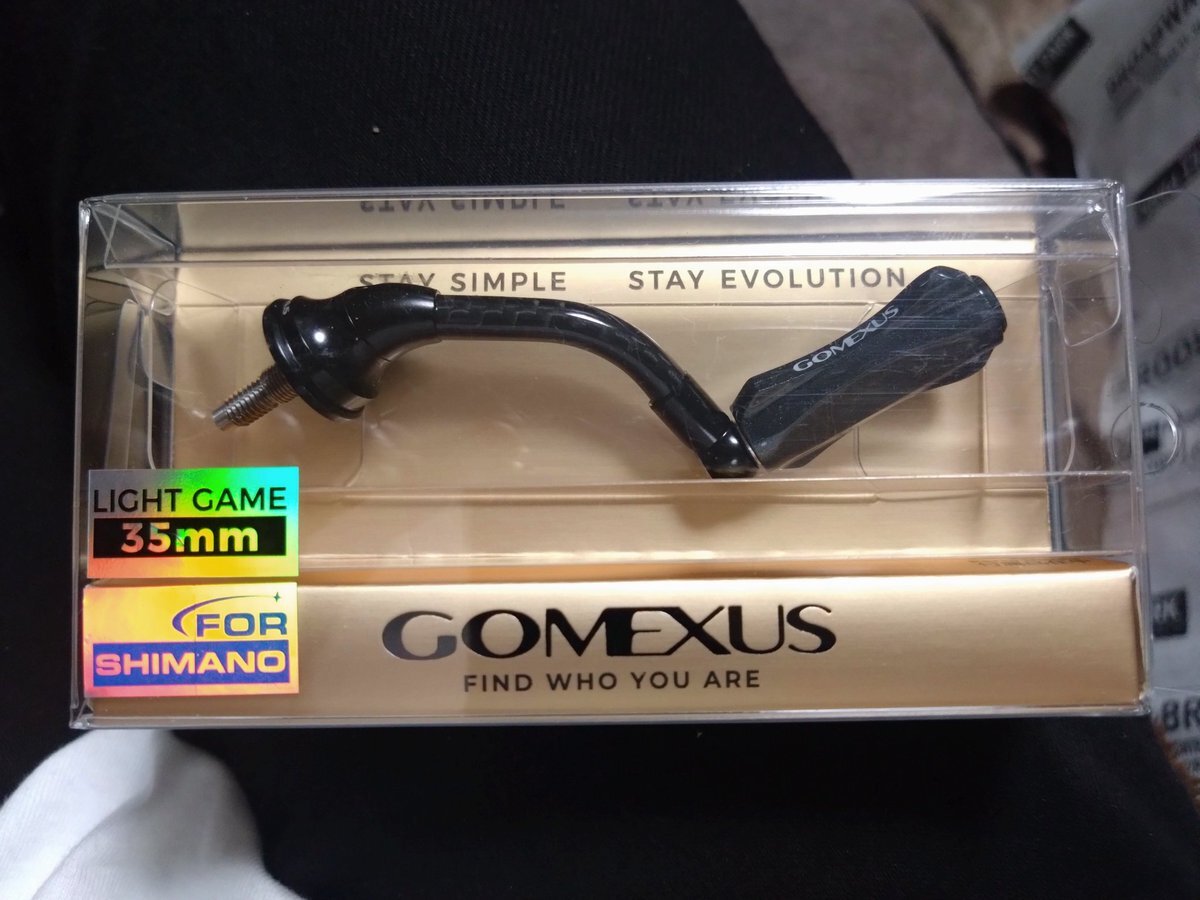 STAY SIMPLE STAY EVOLUTION
GOMEXUS
LIGHT GAME
35mm
FOR
SHIMANO
GOMEXUS
FIND WHO YOU ARE